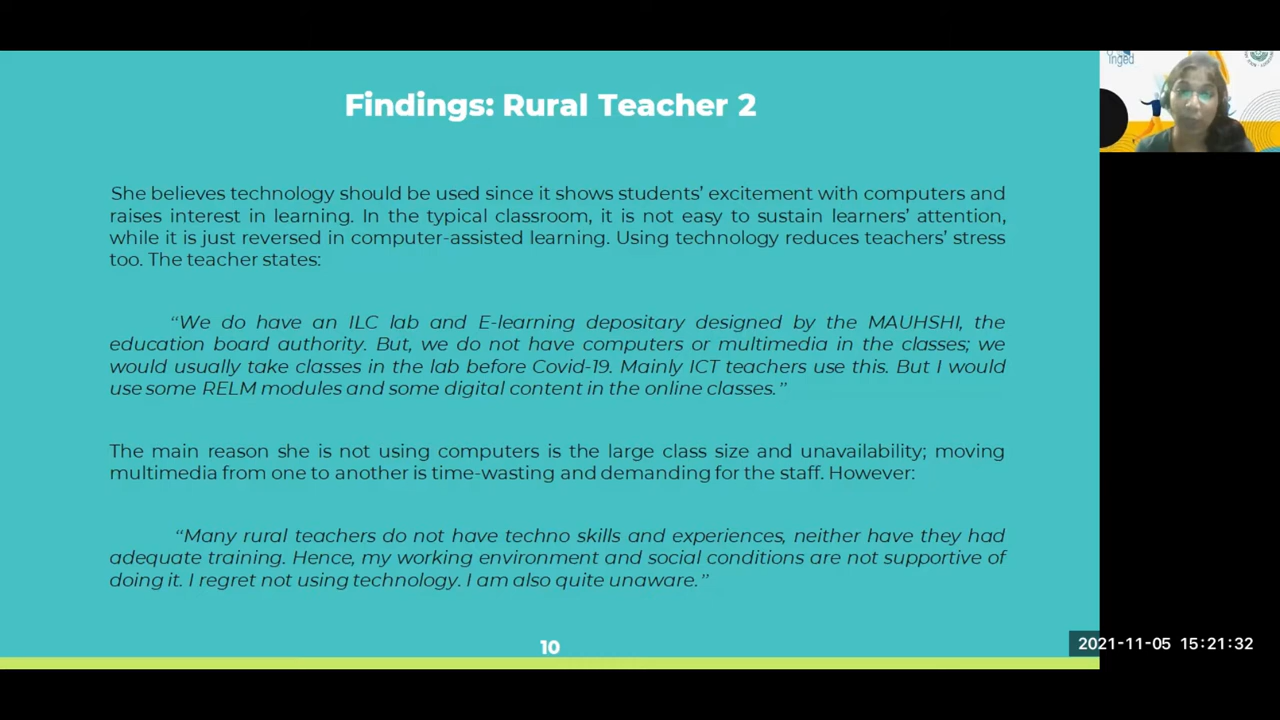 Findings: Rural Teacher 2
inged
She believes technology should be used since it shows students’ excitement with computers and
raises interest in learning. In the typical classroom, it is not easy to sustain learners’ attention,
while it is just reversed in computer-assisted learning. Using technology reduces teachers’ stress
too. The teacher states:
“We do have an ILC lab and E-learning depositary designed by the MAUHSHI, the
education board authority. But, we do not have computers or multimedia in the classes; we
would usually take classes in the lab before Covid-19. Mainly ICT teachers use this. But I would
use some RELM modules and some digital content in the online classes.”
The main reason she is not using computers is the large class size and unavailability; moving
multimedia from one to another is time-wasting and demanding for the staff. However:
“Many rural teachers do not have techno skills and experiences, neither have they had
adequate training. Hence, my working environment and social conditions are not supportive of
doing it. I regret not using technology. I am also quite unaware.”
10
2021-11-05 15:21:32